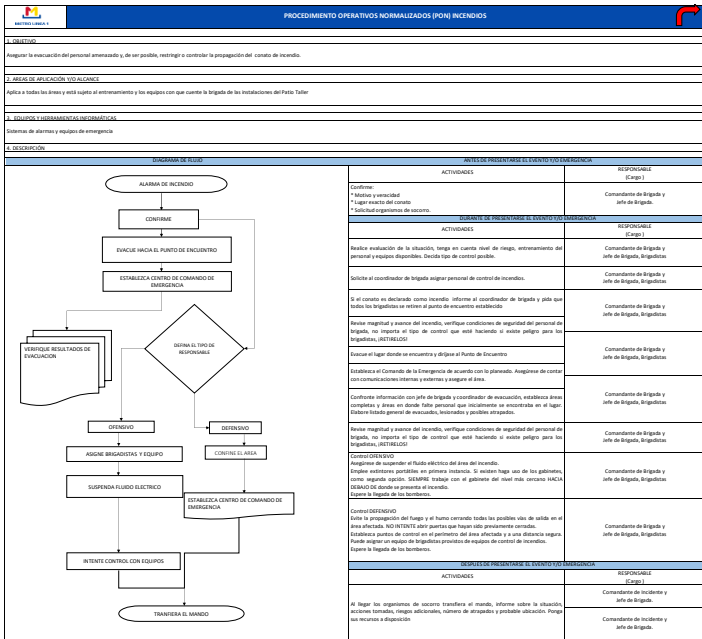 METRO LINEA 1
PROCEDIMIENTO OPERATIVOS NORMALIZADOS (PON) INCENDIOS
1. OBJETIVO
Asegurar la evacuación del personal amenazado y, de ser posible, restringir o controlar la propagación del conato de incendio.
2. AREAS DE APLICACIÓN Y/O ALCANCE
Aplica a todas las áreas y está sujeto al entrenamiento y los equipos con que cuente la brigada de las instalaciones del Patio Taller
3. EQUIPOS Y HERRAMIENTAS INFORMÁTICAS
Sistemas de alarmas y equipos de emergencia
4. DESCRIPCIÓN
DIAGRAMA DE FLUJO
ALARMA DE INCENDIO
CONFIRME
EVACUE HACIA EL PUNTO DE ENCUENTRO
ESTABLEZCA CENTRO DE COMANDO DE
EMERGENCIA
VERIFIQUE RESULTADOS DE
EVACUACION
DEFINA EL TIPO DE
RESPONSABLE
OFENSIVO
DEFENSIVO
ASIGNE BRIGADISTAS Y EQUIPO
CONFINE EL AREA
SUSPENDA FLUIDO ELECTRICO
ESTABLEZCA CENTRO DE COMANDO DE
EMERGENCIA
INTENTE CONTROL CON EQUIPOS
TRANFIERA EL MANDO
ANTES DE PRESENTARSE EL EVENTO Y/O EMERGENCIA
ACTIVIDADES
RESPONSABLE
(Cargo )
Confirme:
* Motivo y veracidad
* Lugar exacto del conato
* Solicitud organismos de socorro.
Comandante de Brigada y
Jefe de Brigada.
DURANTE DE PRESENTARSE EL EVENTO Y/O EMERGENCIA
ACTIVIDADES
RESPONSABLE
(Cargo )
Realice evaluación de la situación, tenga en cuenta nivel de riesgo, entrenamiento del
personal y equipos disponibles. Decida tipo de control posible.
Comandante de Brigada y
Jefe de Brigada, Brigadistas
Solicite al coordinador de brigada asignar personal de control de incendios.
Comandante de Brigada y
Jefe de Brigada, Brigadistas
Si el conato es declarado como incendio informe al coordinador de brigada y pida que
todos los brigadistas se retiren al punto de encuentro establecido
Comandante de Brigada y
Jefe de Brigada, Brigadistas
Revise magnitud y avance del incendio, verifique condiciones de seguridad del personal de
brigada, no importa el tipo de control que esté haciendo si existe peligro para los
brigadistas, ¡RETIRELOS!
Evacue el lugar donde se encuentra y diríjase al Punto de Encuentro
Comandante de Brigada y
Jefe de Brigada, Brigadistas
Establezca el Comando de la Emergencia de acuerdo con lo planeado. Asegúrese de contar
con comunicaciones internas y externas y asegure el área.
Confronte información con jefe de brigada y coordinador de evacuación, establezca áreas
completas y áreas en donde falte personal que inicialmente se encontraba en el lugar.
Elabore listado general de evacuados, lesionados y posibles atrapados.
Revise magnitud y avance del incendio, verifique condiciones de seguridad del personal de
brigada, no importa el tipo de control que esté haciendo si existe peligro para los
brigadistas, ¡RETIRELOS!
Comandante de Brigada y
Jefe de Brigada, Brigadistas
Control OFENSIVO
Asegúrese de suspender el fluido eléctrico del área del incendio.
Emplee extintores portátiles en primera instancia. Si existen haga uso de los gabinetes,
como segunda opción. SIEMPRE trabaje con el gabinete del nivel más cercano HACIA
DEBAJO DE donde se presenta el incendio.
Espere la llegada de los bomberos.
Comandante de Brigada y
Jefe de Brigada, Brigadistas
Control DEFENSIVO
Evite la propagación del fuego y el humo cerrando todas las posibles vías de salida en el
área afectada. NO INTENTE abrir puertas que hayan sido previamente cerradas.
Establezca puntos de control en el perímetro del área afectada y a una distancia segura.
Puede asignar un equipo de brigadistas provistos de equipos de control de incendios.
Espere la llegada de los bomberos.
Comandante de Brigada y
Jefe de Brigada, Brigadistas
DESPUES DE PRESENTARSE EL EVENTO Y/O EMERGENCIA
ACTIVIDADES
RESPONSABLE
(Cargo )
Al llegar los organismos de socorro transfiera el mando, informe sobre la situación,
acciones tomadas, riesgos adicionales, número de atrapados y probable ubicación. Ponga
sus recursos a disposición
Comandante de Incidente y
Jefe de Brigada.
Comandante de Incidente y
Jefe de Brigada.